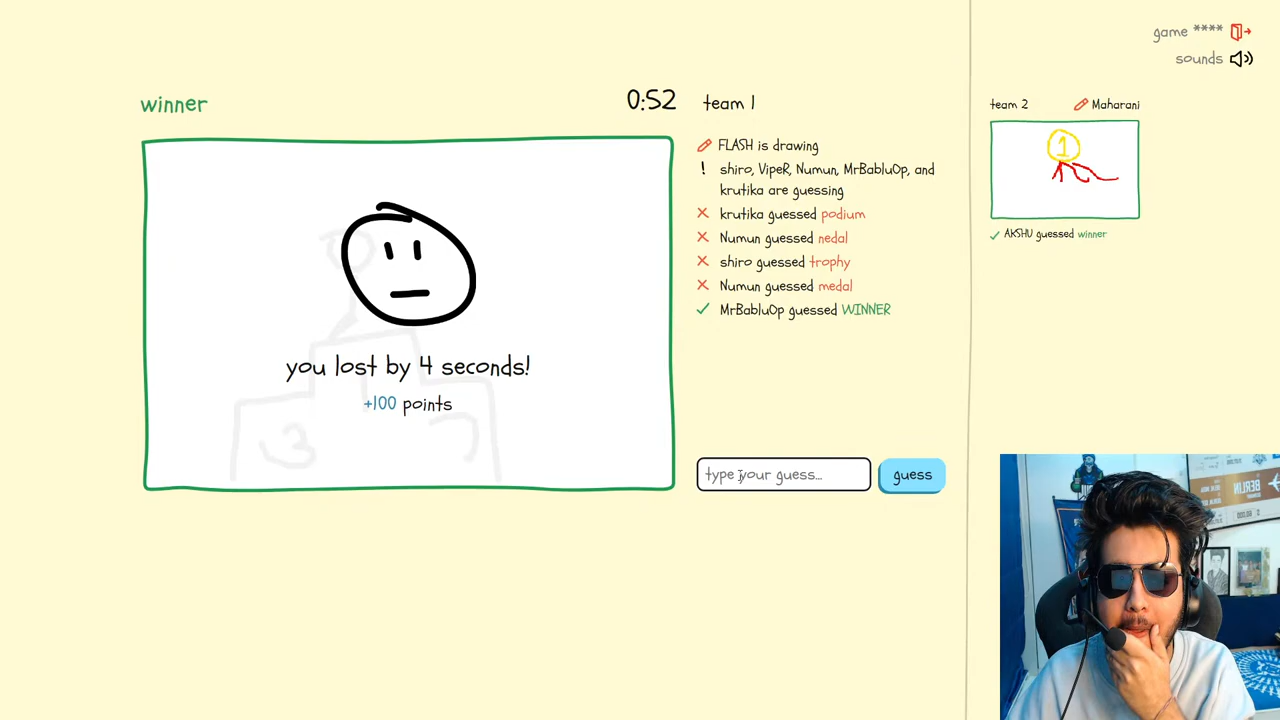 game ****
sounds
winner
0:52
team 1
FLASH is drawing
! shiro, VipeR, Numun, MrBabluOp, and
krutika are guessing
krutika guessed podium
Numun guessed nedal
shiro guessed trophy
Numun guessed medal
MrBabluOp guessed WINNER
you lost by 4 seconds!
+100 points
3
type your guess...
guess
team 2
Maharani
1
AKSHU guessed winner
BERLIN